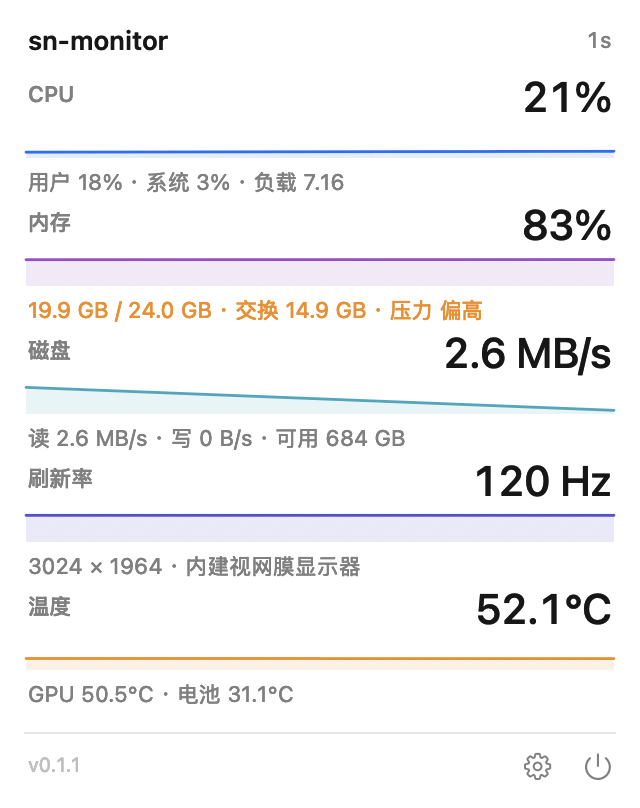 sn-monitor 1s
CPU 21%
用户 18% · 系统 3% · 负载 7.16
内存 83%
19.9 GB / 24.0 GB · 交换 14.9 GB · 压力 偏高
磁盘 2.6 MB/s
读 2.6 MB/s · 写 0 B/s · 可用 684 GB
刷新率 120 Hz
3024 × 1964 · 内建视网膜显示器
温度 52.1°C
GPU 50.5°C · 电池 31.1°C
v0.1.1